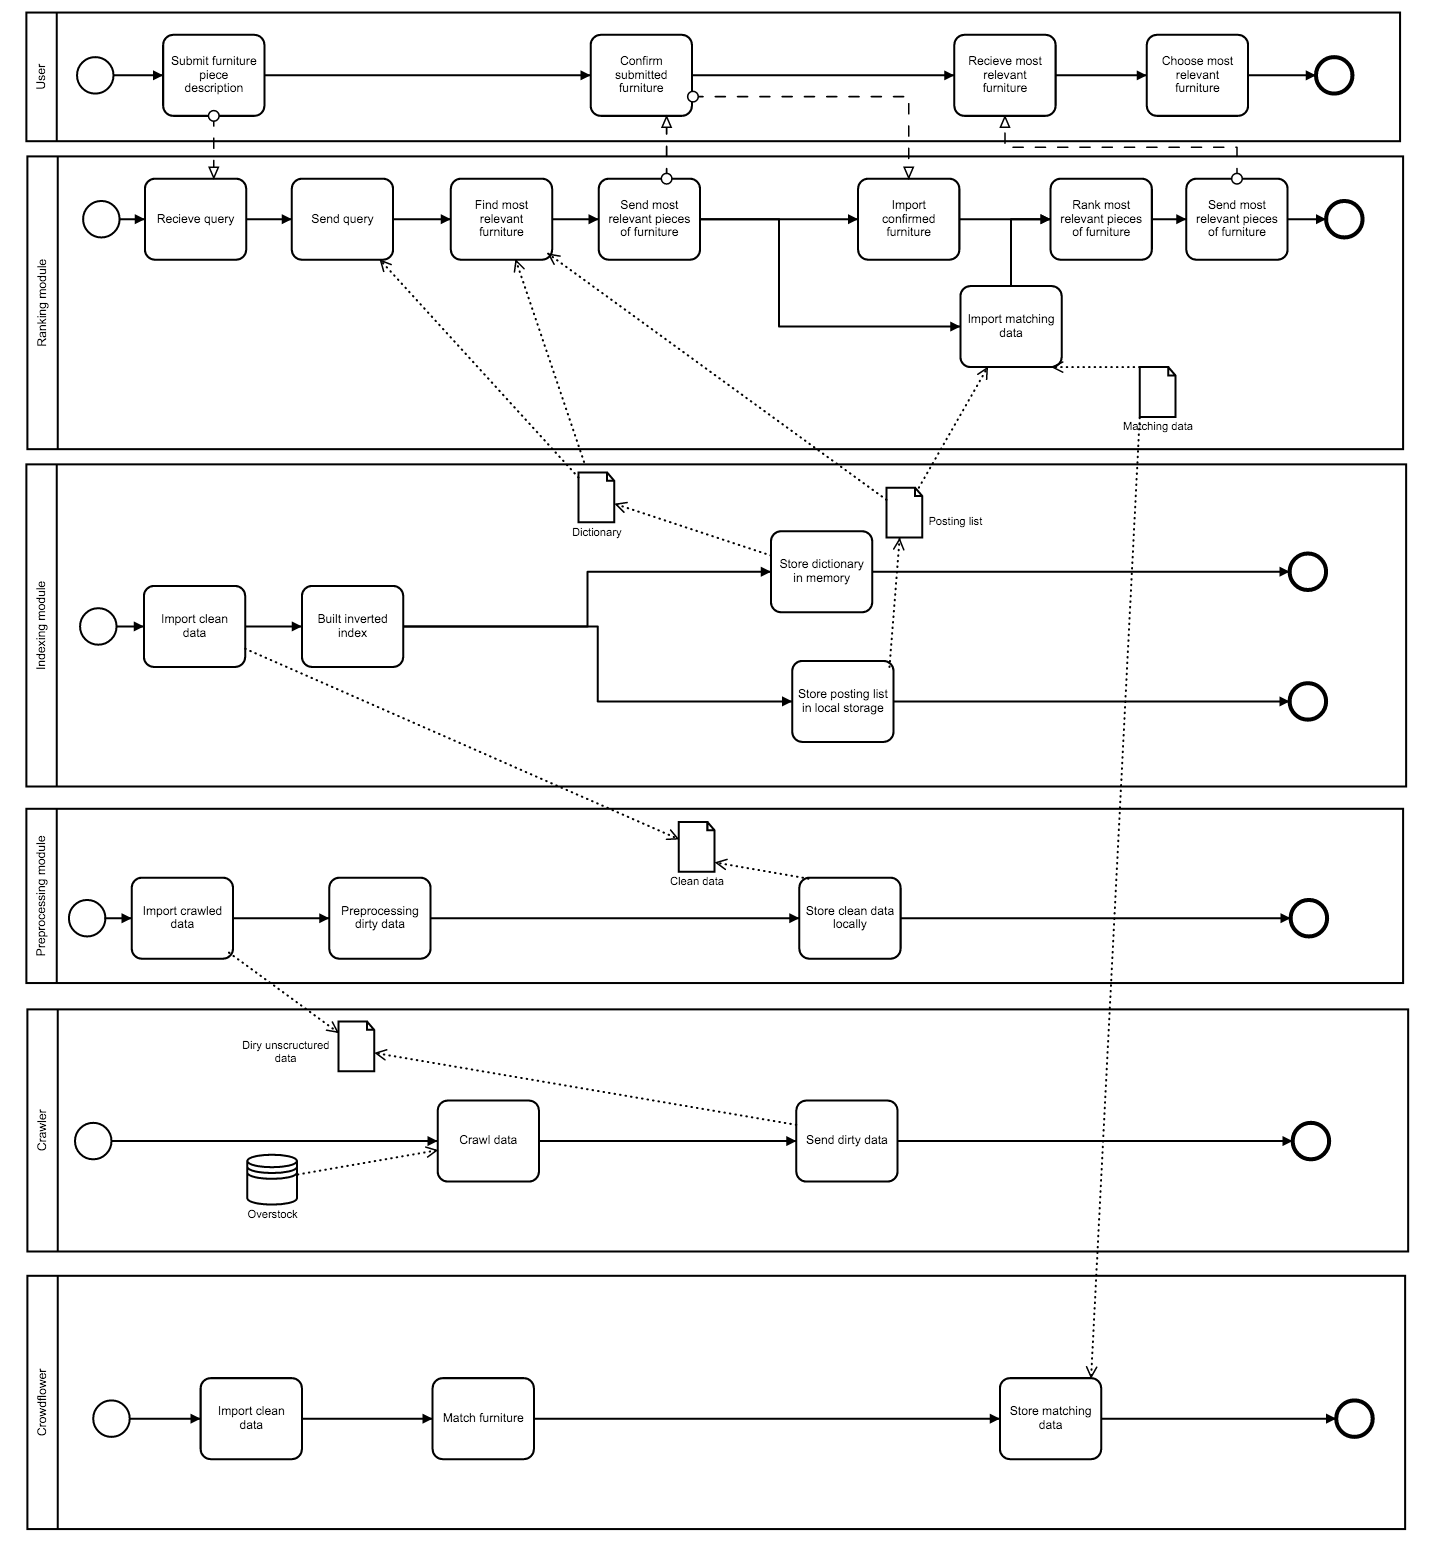 User
Submit furniture
piece
description
Confirm
submitted
furniture
Recieve most
relevant
furniture
Choose most
relevant
furniture
Ranking module
Recieve query
Send query
Find most
relevant
furniture
Send most
relevant pieces
of furniture
Import
confirmed
furniture
Rank most
relevant pieces
of furniture
Send most
relevant pieces
of furniture
Import matching
data
Matching data
Indexing module
Dictionary
Posting list
Store dictionary
in memory
Import clean
data
Built inverted
index
Store posting list
in local storage
Preprocessing module
Clean data
Import crawled
data
Preprocessing
dirty data
Store clean data
locally
Crawler
Diry unscructured
data
Crawl data
Send dirty data
Overstock
Crowdflower
Import clean
data
Match furniture
Store matching
data